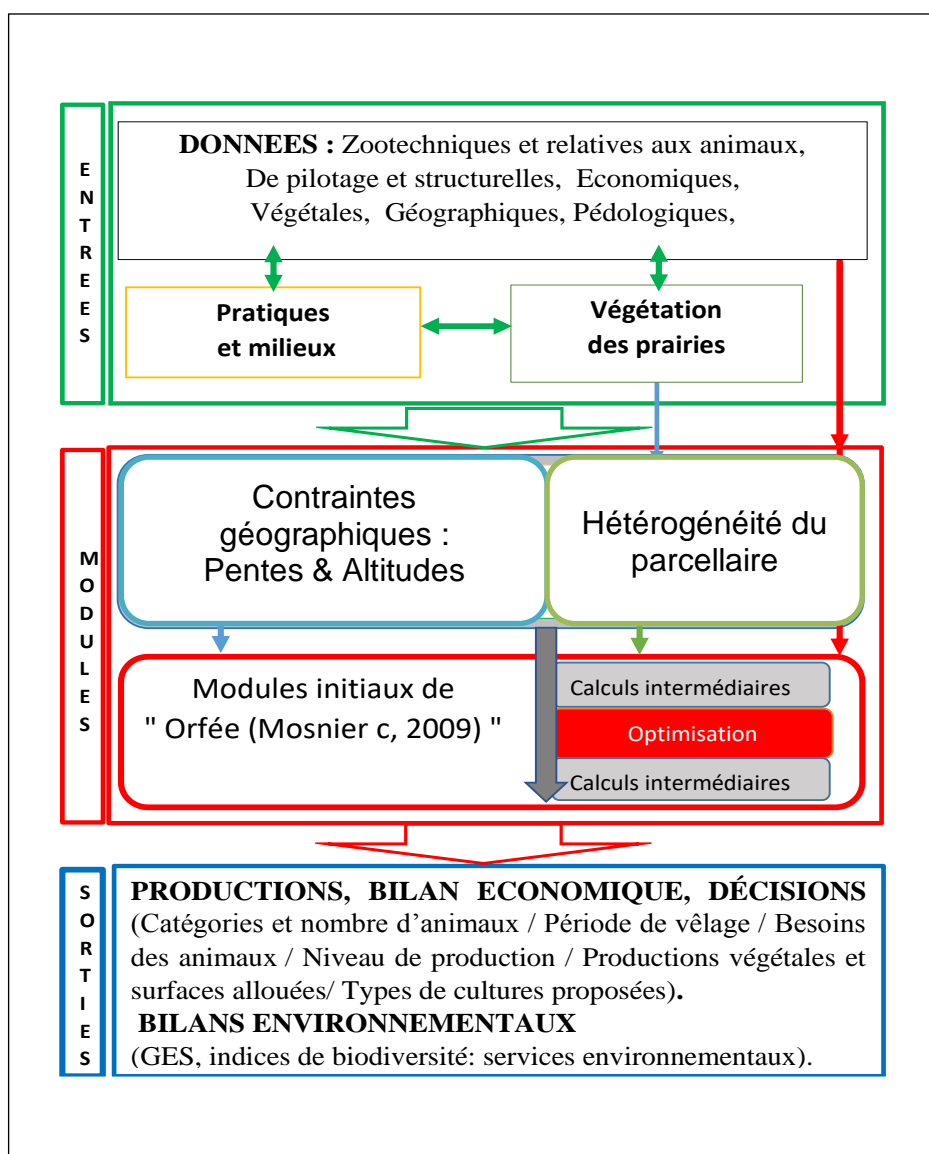 ENTREES
DONNEES : Zootechniques et relatives aux animaux,
De pilotage et structurelles, Economiques,
Végétales, Géographiques, Pédologiques,
Pratiques
et milieux
Végétation
des prairies
MODULES
Contraintes
géographiques :
Pentes & Altitudes
Hétérogénéité du
parcellaire
Modules initiaux de
" Orfée (Mosnier c, 2009) "
Calculs intermédiaires
Optimisation
Calculs intermédiaires
SORTIES
PRODUCTIONS, BILAN ECONOMIQUE, DÉCISIONS
(Catégories et nombre d’animaux / Période de vêlage / Besoins
des animaux / Niveau de production / Productions végétales et
surfaces allouées/ Types de cultures proposées).
BILANS ENVIRONNEMENTAUX
(GES, indices de biodiversité: services environnementaux).